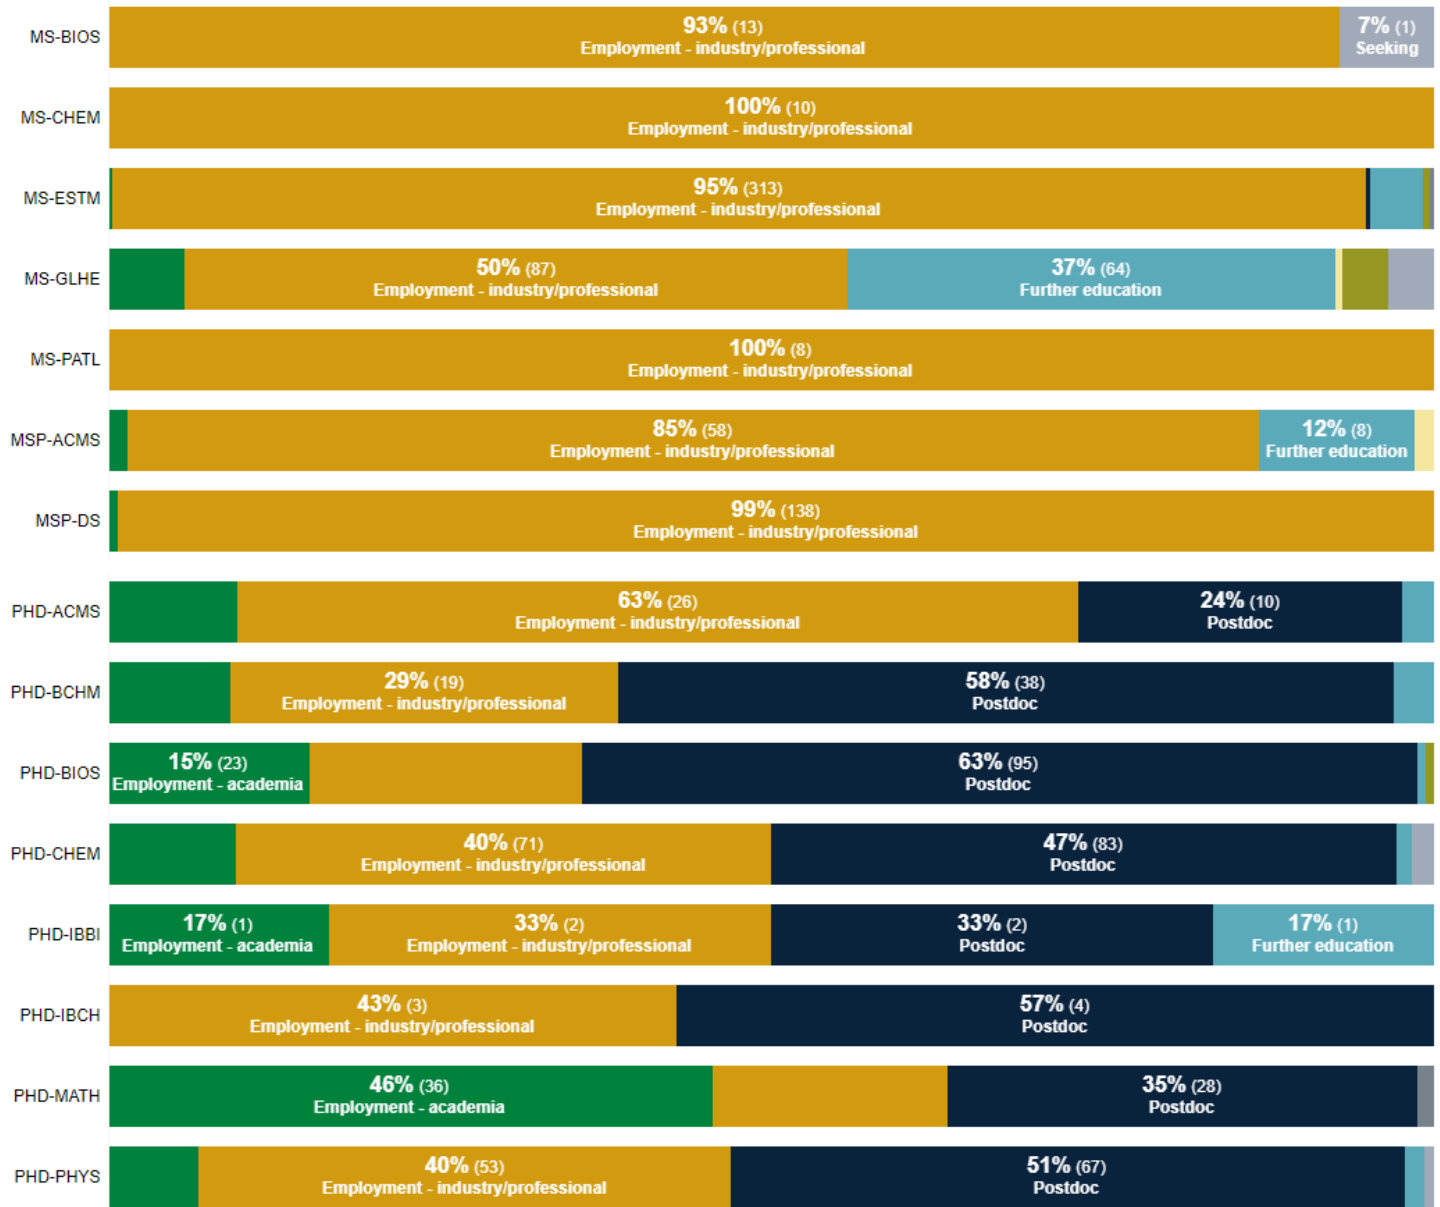 MS-BIOS
93% (13)
Employment - industry/professional
7% (1)
Seeking
MS-CHEM
100% (10)
Employment - industry/professional
MS-ESTM
95% (313)
Employment - industry/professional
MS-GLHE
50% (87)
Employment - industry/professional
37% (64)
Further education
MS-PATL
100% (8)
Employment - industry/professional
MSP-ACMS
85% (58)
Employment - industry/professional
12% (8)
Further education
MSP-DS
99% (138)
Employment - industry/professional
PHD-ACMS
63% (26)
Employment - industry/professional
24% (10)
Postdoc
PHD-BCHM
29% (19)
Employment - industry/professional
58% (38)
Postdoc
PHD-BIOS
15% (23)
Employment - academia
63% (95)
Postdoc
PHD-CHEM
40% (71)
Employment - industry/professional
47% (83)
Postdoc
PHD-IBBI
17% (1)
Employment - academia
33% (2)
Employment - industry/professional
33% (2)
Postdoc
17% (1)
Further education
PHD-IBCH
43% (3)
Employment - industry/professional
57% (4)
Postdoc
PHD-MATH
46% (36)
Employment - academia
35% (28)
Postdoc
PHD-PHYS
40% (53)
Employment - industry/professional
51% (67)
Postdoc